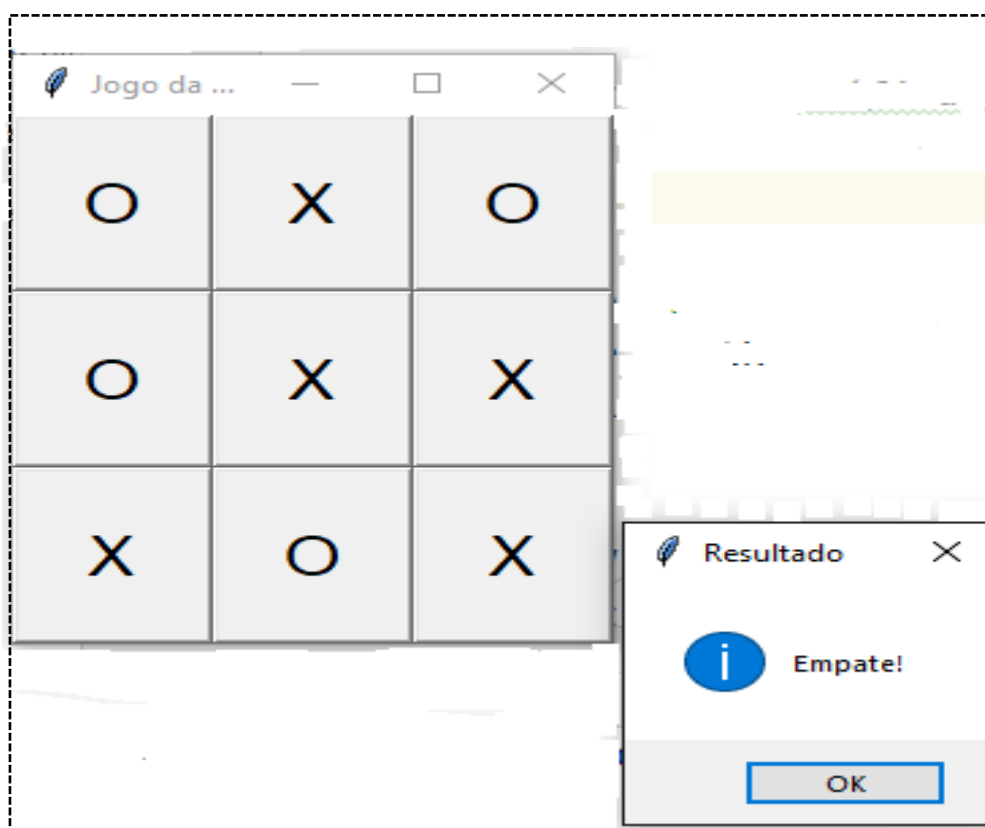 Jogo da ...
O X O
O X X
X O X
Resultado
Empate!
OK